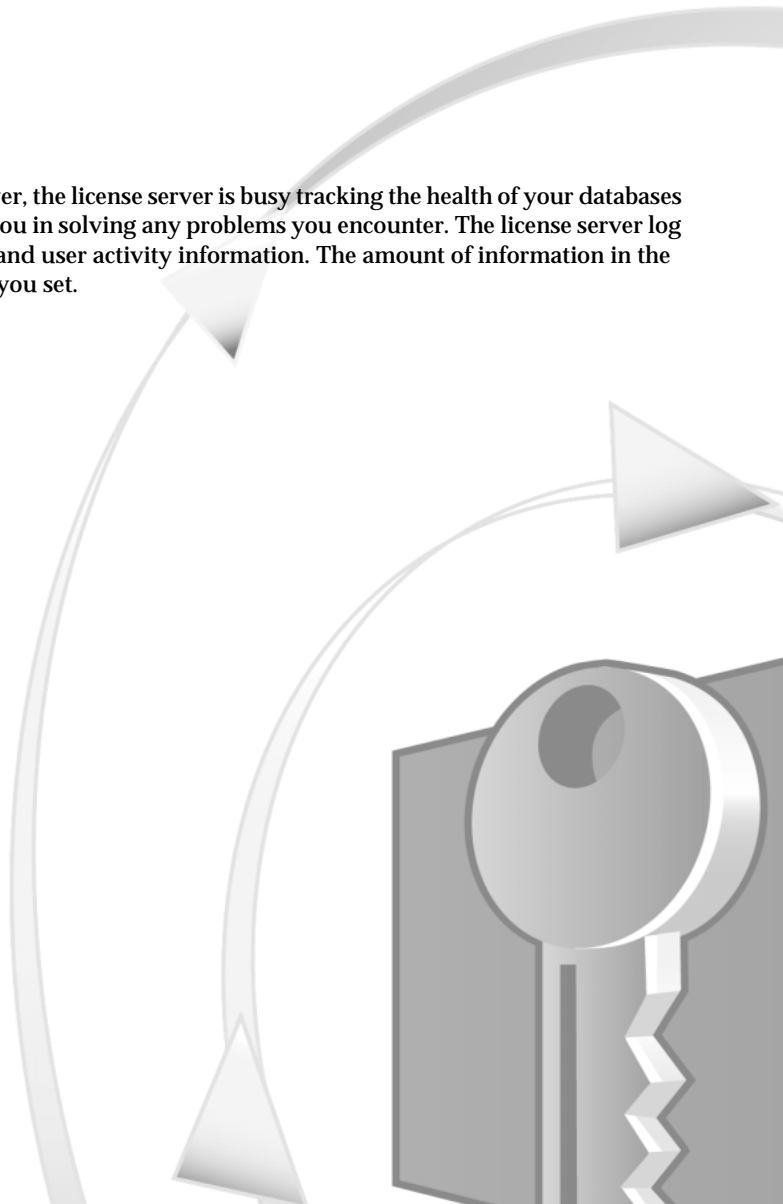 er, the license server is busy tracking the health of your databases
ou in solving any problems you encounter. The license server log
and user activity information. The amount of information in the
you set.